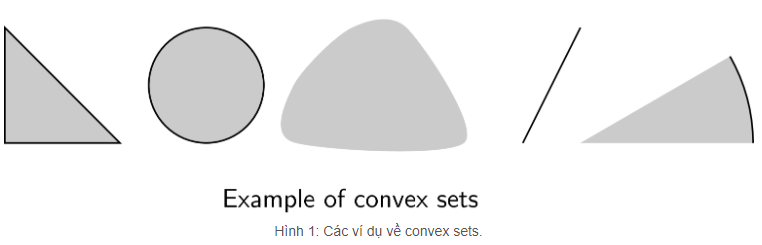 Example of convex sets
Hình 1: Các ví dụ về convex sets.